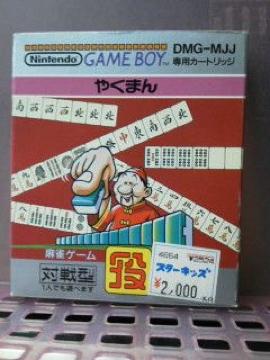 Nintendo GAME BOY DMG-MJJ
専用カートリッジ
やくまん
麻雀ゲーム
対戦型
1人でも遊べます
役
4664
スターキッズ
¥2,000